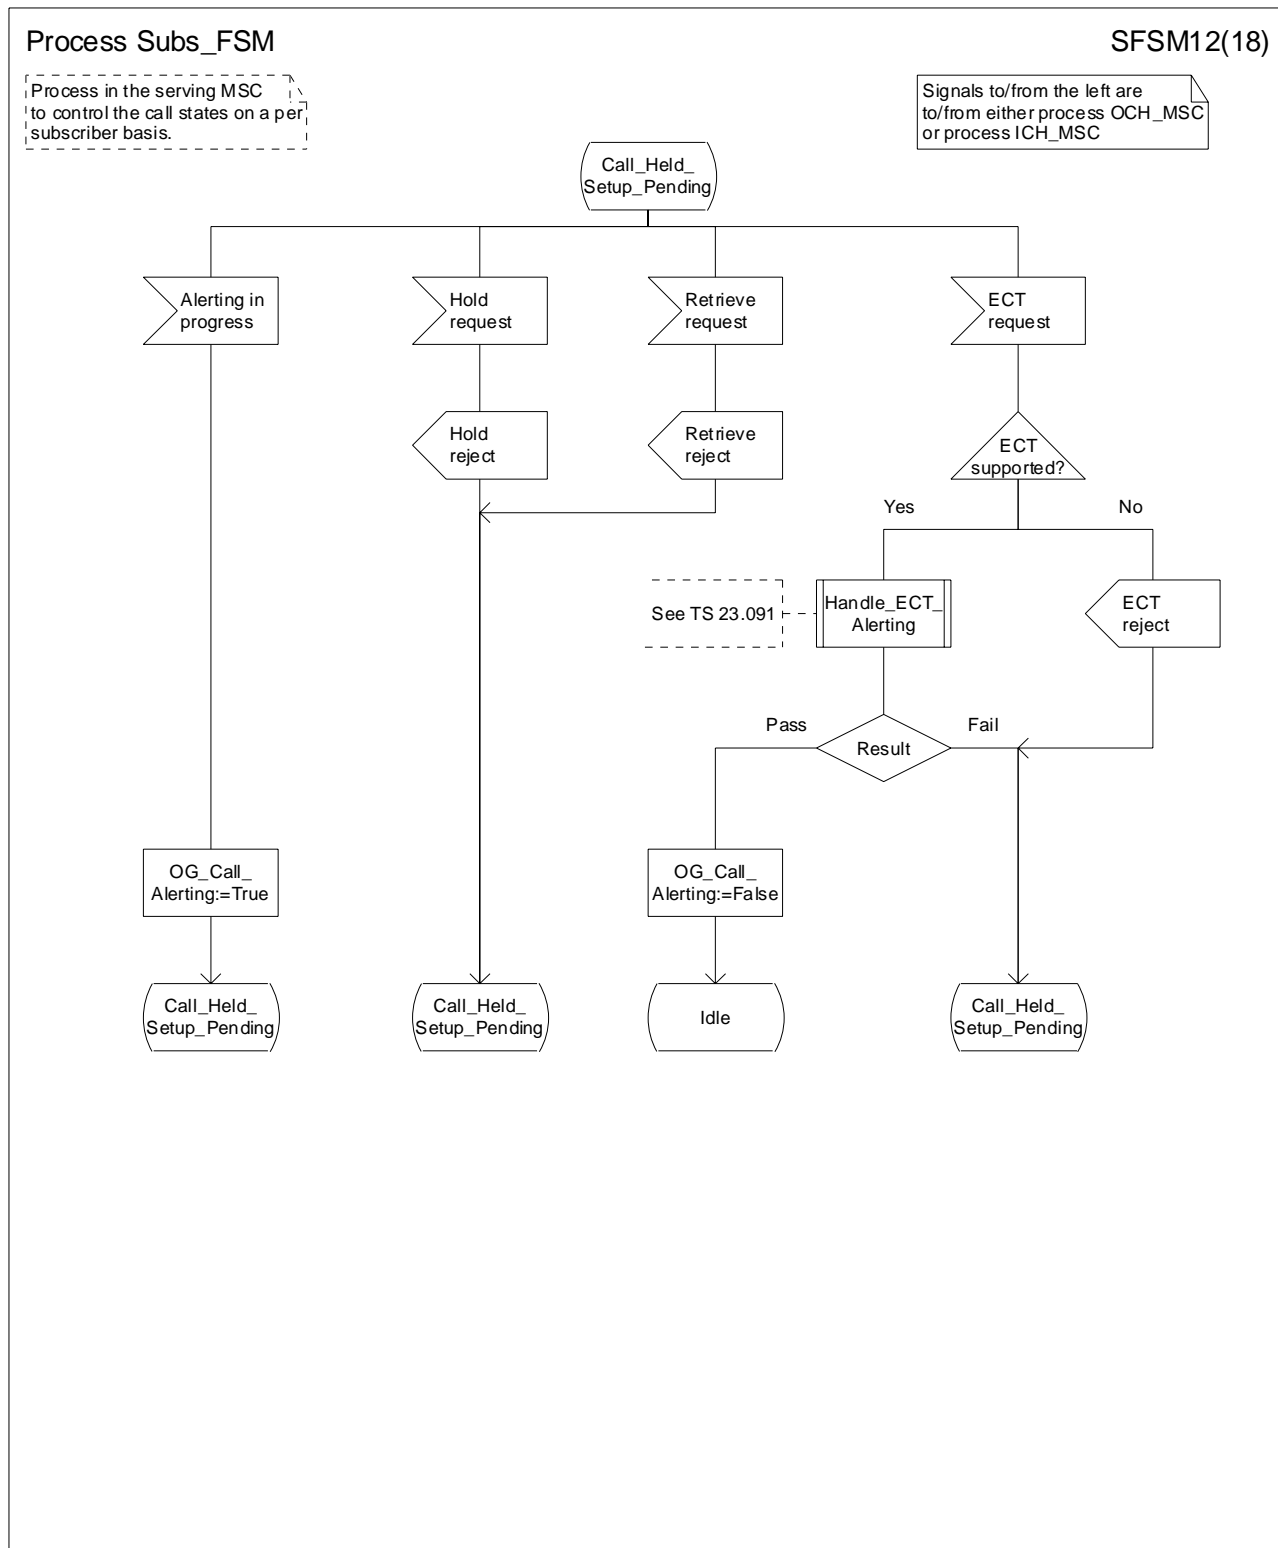 Process Subs_FSM
SFSM12(18)
Process in the serving MSC
to control the call states on a per
subscriber basis.
Signals to/from the left are
to/from either process OCH_MSC
or process ICH_MSC
Call_Held_
Setup_Pending
Alerting in
progress
Hold
request
Retrieve
request
ECT
request
Hold
reject
Retrieve
reject
ECT
supported?
Yes
No
See TS 23.091
Handle_ECT_
Alerting
ECT
reject
Pass
Fail
Result
OG_Call_
Alerting:=True
OG_Call_
Alerting:=False
Call_Held_
Setup_Pending
Call_Held_
Setup_Pending
Idle
Call_Held_
Setup_Pending